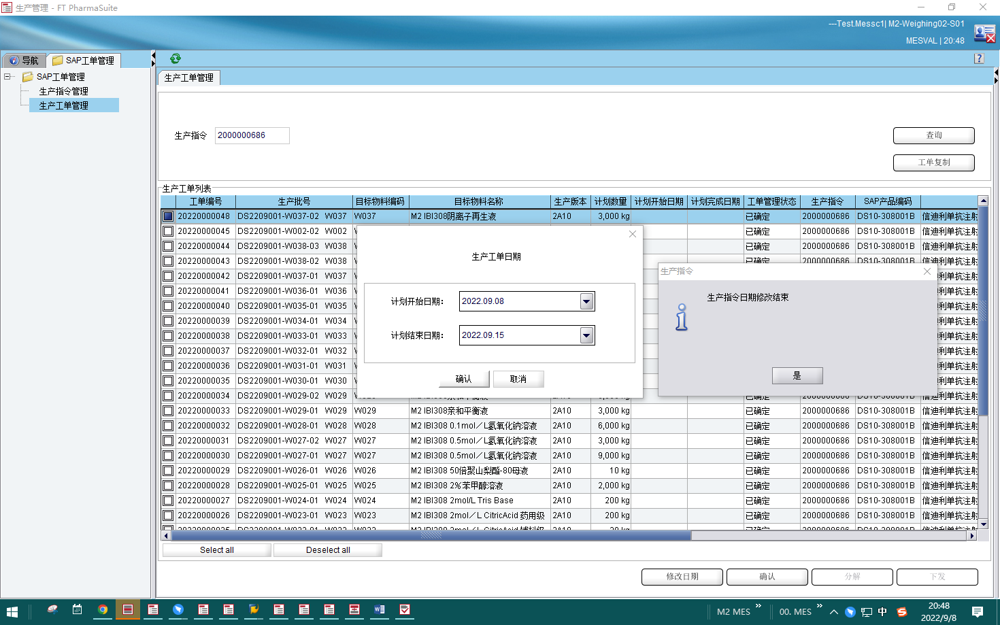 生产管理 - FT PharmaSuite
---Test.Messc1| M2-Weighing02-S01
MESVAL | 20:48
导航
SAP工单管理
SAP工单管理
生产指令管理
生产工单管理
生产工单管理
生产指令 2000000686
查询
工单复制
生产工单列表
工单编号 生产批号 目标物料编码 目标物料名称 生产版本 计划数量 计划开始日期 计划完成日期 工单管理状态 生产指令 SAP产品编码
20220000048 DS2209001-W037-02 W037 W037 M2 IBI308阴离子再生液 2A10 3,000 kg 已确定 2000000686 DS10-308001B 信迪利单抗注射
20220000045 DS2209001-W002-02 W002 已确定 2000000686 DS10-308001B 信迪利单抗注射
20220000044 DS2209001-W038-03 W038 已确定 2000000686 DS10-308001B 信迪利单抗注射
20220000043 DS2209001-W038-02 W038 已确定 2000000686 DS10-308001B 信迪利单抗注射
20220000042 DS2209001-W037-01 W037 利单抗注射
20220000041 DS2209001-W036-01 W036 利单抗注射
20220000040 DS2209001-W035-01 W035 利单抗注射
20220000039 DS2209001-W034-01 W034 利单抗注射
20220000038 DS2209001-W033-01 W033 利单抗注射
20220000037 DS2209001-W032-01 W032 利单抗注射
20220000036 DS2209001-W031-01 W031 利单抗注射
20220000035 DS2209001-W030-01 W030 利单抗注射
20220000034 DS2209001-W029-02 W029 W029 M2 IBI308亲和平衡液 2A10 已确定 2000000686 DS10-308001B 信迪利单抗注射
20220000033 DS2209001-W029-01 W029 W029 M2 IBI308亲和平衡液 2A10 3,000 kg 已确定 2000000686 DS10-308001B 信迪利单抗注射
20220000032 DS2209001-W028-01 W028 W028 M2 IBI308 0.1mol／L氢氧化钠溶液 2A10 6,000 kg 已确定 2000000686 DS10-308001B 信迪利单抗注射
20220000031 DS2209001-W027-02 W027 W027 M2 IBI308 0.5mol／L氢氧化钠溶液 2A10 3,000 kg 已确定 2000000686 DS10-308001B 信迪利单抗注射
20220000030 DS2209001-W027-01 W027 W027 M2 IBI308 0.5mol／L氢氧化钠溶液 2A10 9,000 kg 已确定 2000000686 DS10-308001B 信迪利单抗注射
20220000029 DS2209001-W026-01 W026 W026 M2 IBI308 50倍聚山梨酯-80母液 2A10 10 kg 已确定 2000000686 DS10-308001B 信迪利单抗注射
20220000028 DS2209001-W025-01 W025 W025 M2 IBI308 2%苯甲醇溶液 2A10 2,000 kg 已确定 2000000686 DS10-308001B 信迪利单抗注射
20220000027 DS2209001-W024-01 W024 W024 M2 IBI308 2mol/L Tris Base 2A10 200 kg 已确定 2000000686 DS10-308001B 信迪利单抗注射
20220000026 DS2209001-W023-01 W023 W023 M2 IBI308 2mol／L CitricAcid 药用级 2A10 200 kg 已确定 2000000686 DS10-308001B 信迪利单抗注射
生产工单日期
计划开始日期： 2022.09.08
计划结束日期： 2022.09.15
确认 取消
生产指令
生产指令日期修改结束
是
Select all Deselect all
修改日期 确认 分解 下发
M2 MES » 00. MES » 中 20:48
2022/9/8